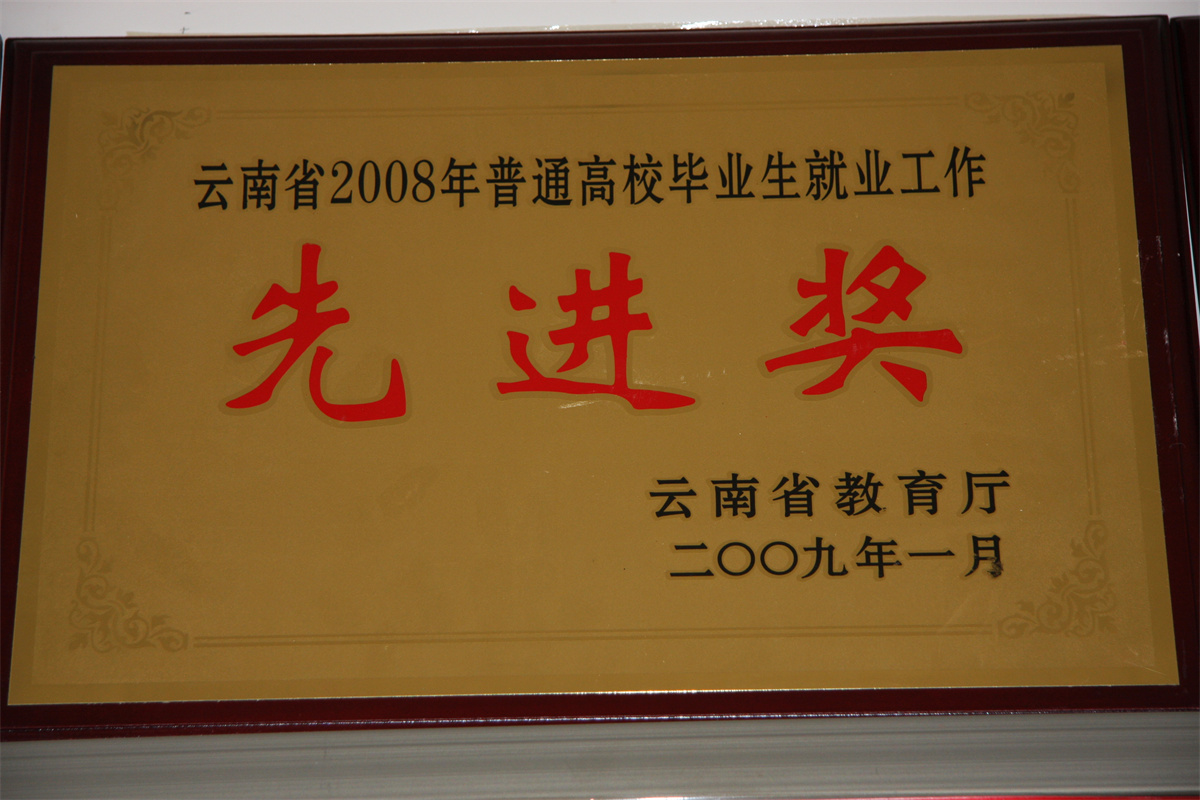 云南省2008年普通高校毕业生就业工作
先进奖
云南省教育厅
二〇〇九年一月